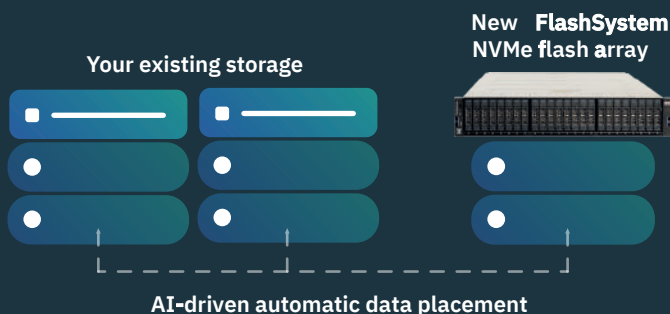 New FlashSystem
NVMe flash array
Your existing storage
AI-driven automatic data placement